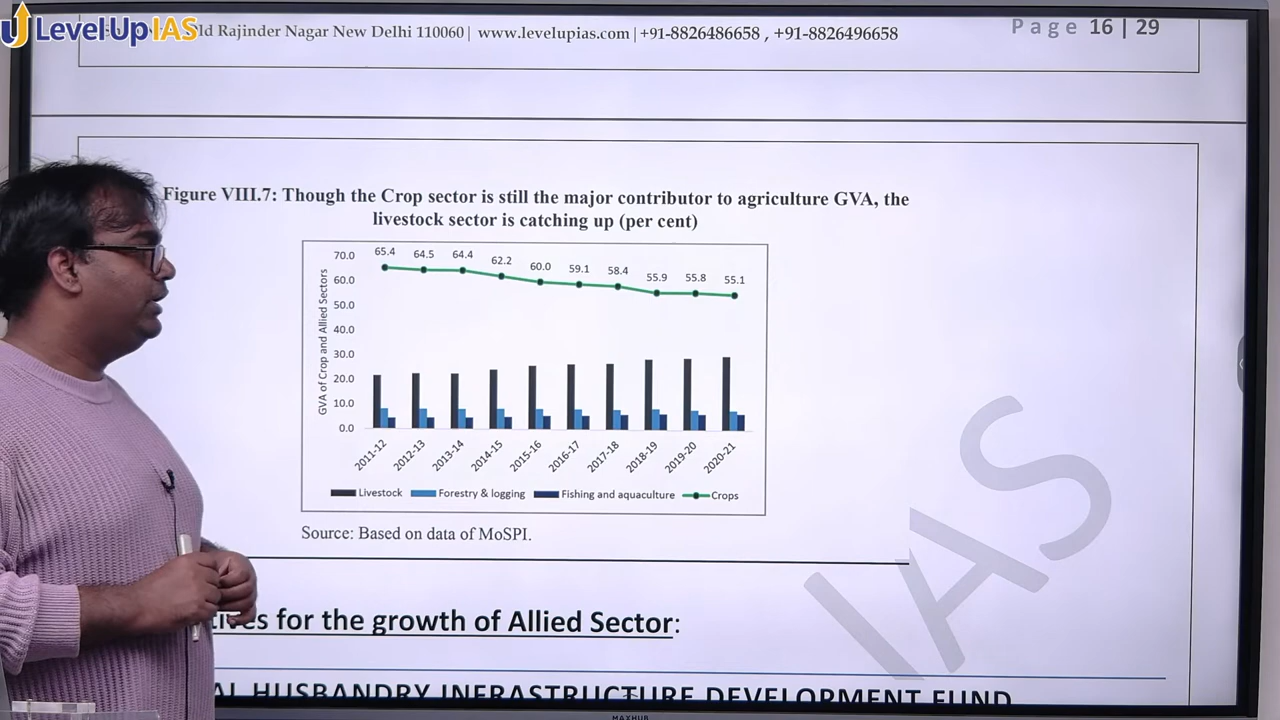 LevelUp IAS
ld Rajinder Nagar New Delhi 110060| www.levelupias.com |+91-8826486658 , +91-8826496658
Page 16 | 29
Figure VIII.7: Though the Crop sector is still the major contributor to agriculture GVA, the
livestock sector is catching up (per cent)
GVA of Crop and Allied Sectors
70.0
60.0
50.0
40.0
30.0
20.0
10.0
0.0
65.4 64.5 64.4 62.2 60.0 59.1 58.4 55.9 55.8 55.1
2011-12 2012-13 2013-14 2014-15 2015-16 2016-17 2017-18 2018-19 2019-20 2020-21
Livestock Forestry & logging Fishing and aquaculture Crops
Source: Based on data of MoSPI.
IAS
for the growth of Allied Sector:
HUSBANDRY INFRASTRUCTURE DEVELOPMENT FUND
MAXHUB